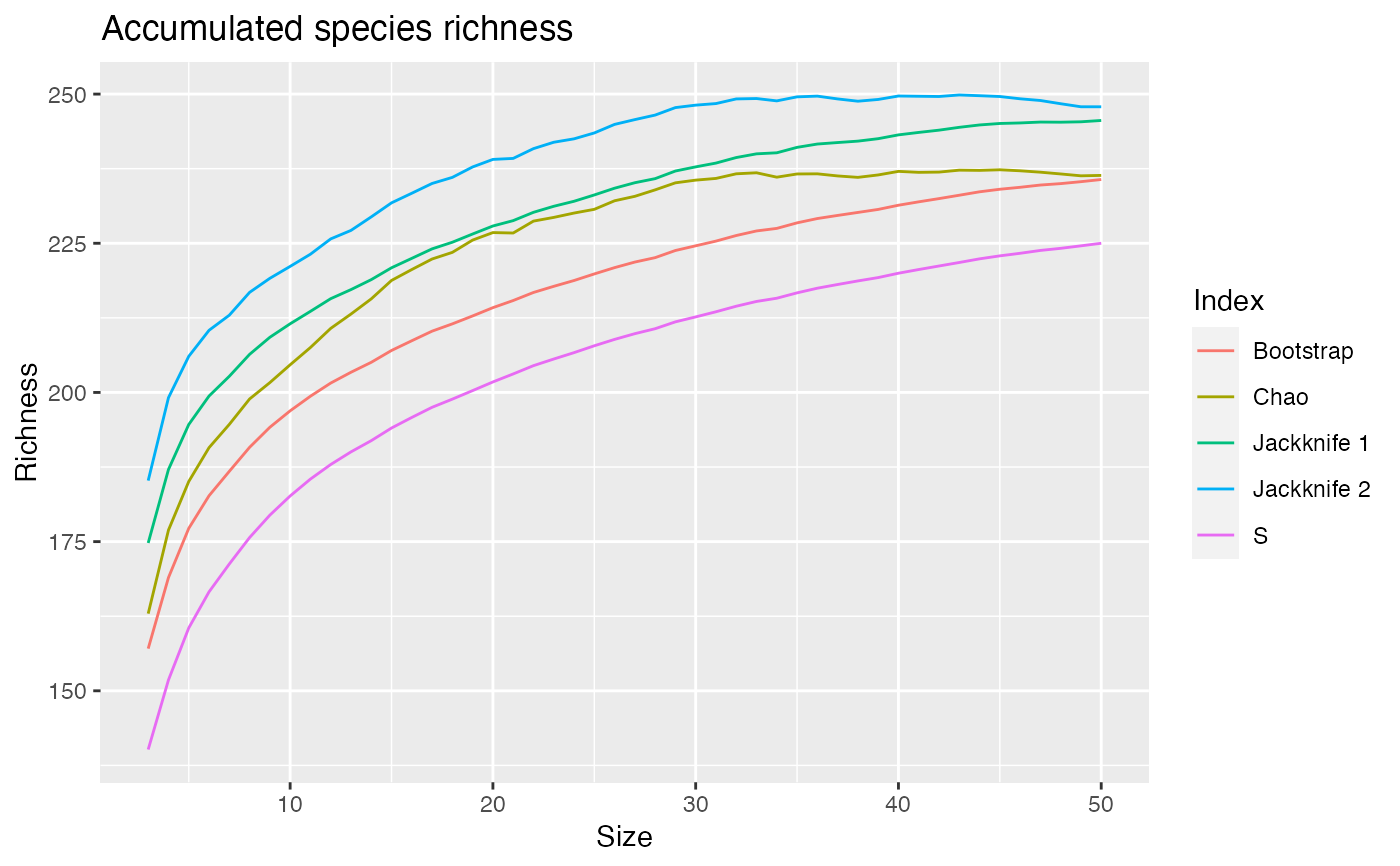 Accumulated species richness
250
225
200
175
150
Richness
10 20 30 40 50
Size
Index
Bootstrap
Chao
Jackknife 1
Jackknife 2
S